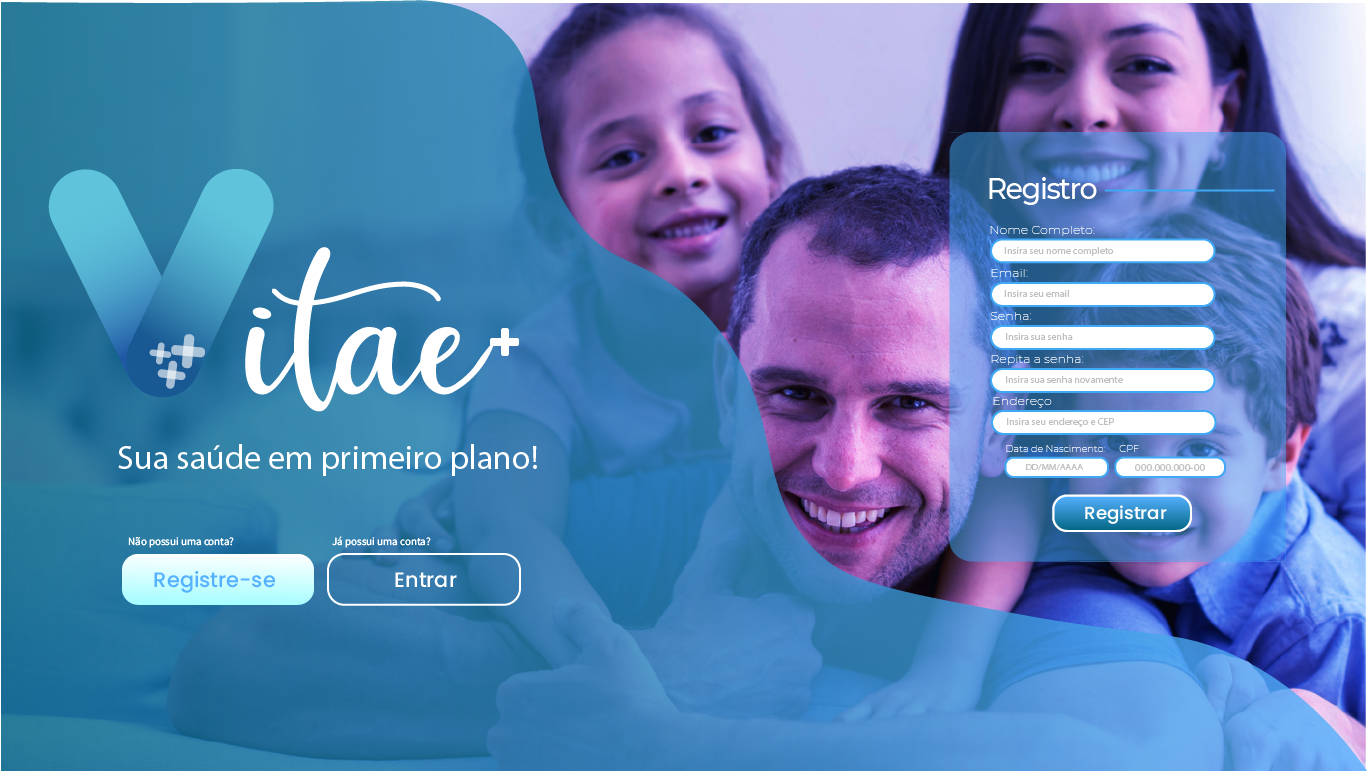 Vitae+
Sua saúde em primeiro plano!
Não possui uma conta?
Registre-se
Já possui uma conta?
Entrar
Registro
Nome Completo:
Insira seu nome completo
Email:
Insira seu email
Senha:
Insira sua senha
Repita a senha:
Insira sua senha novamente
Endereço
Insira seu endereço e CEP
Data de Nascimento
DD/MM/AAAA
CPF
000.000.000-00
Registrar